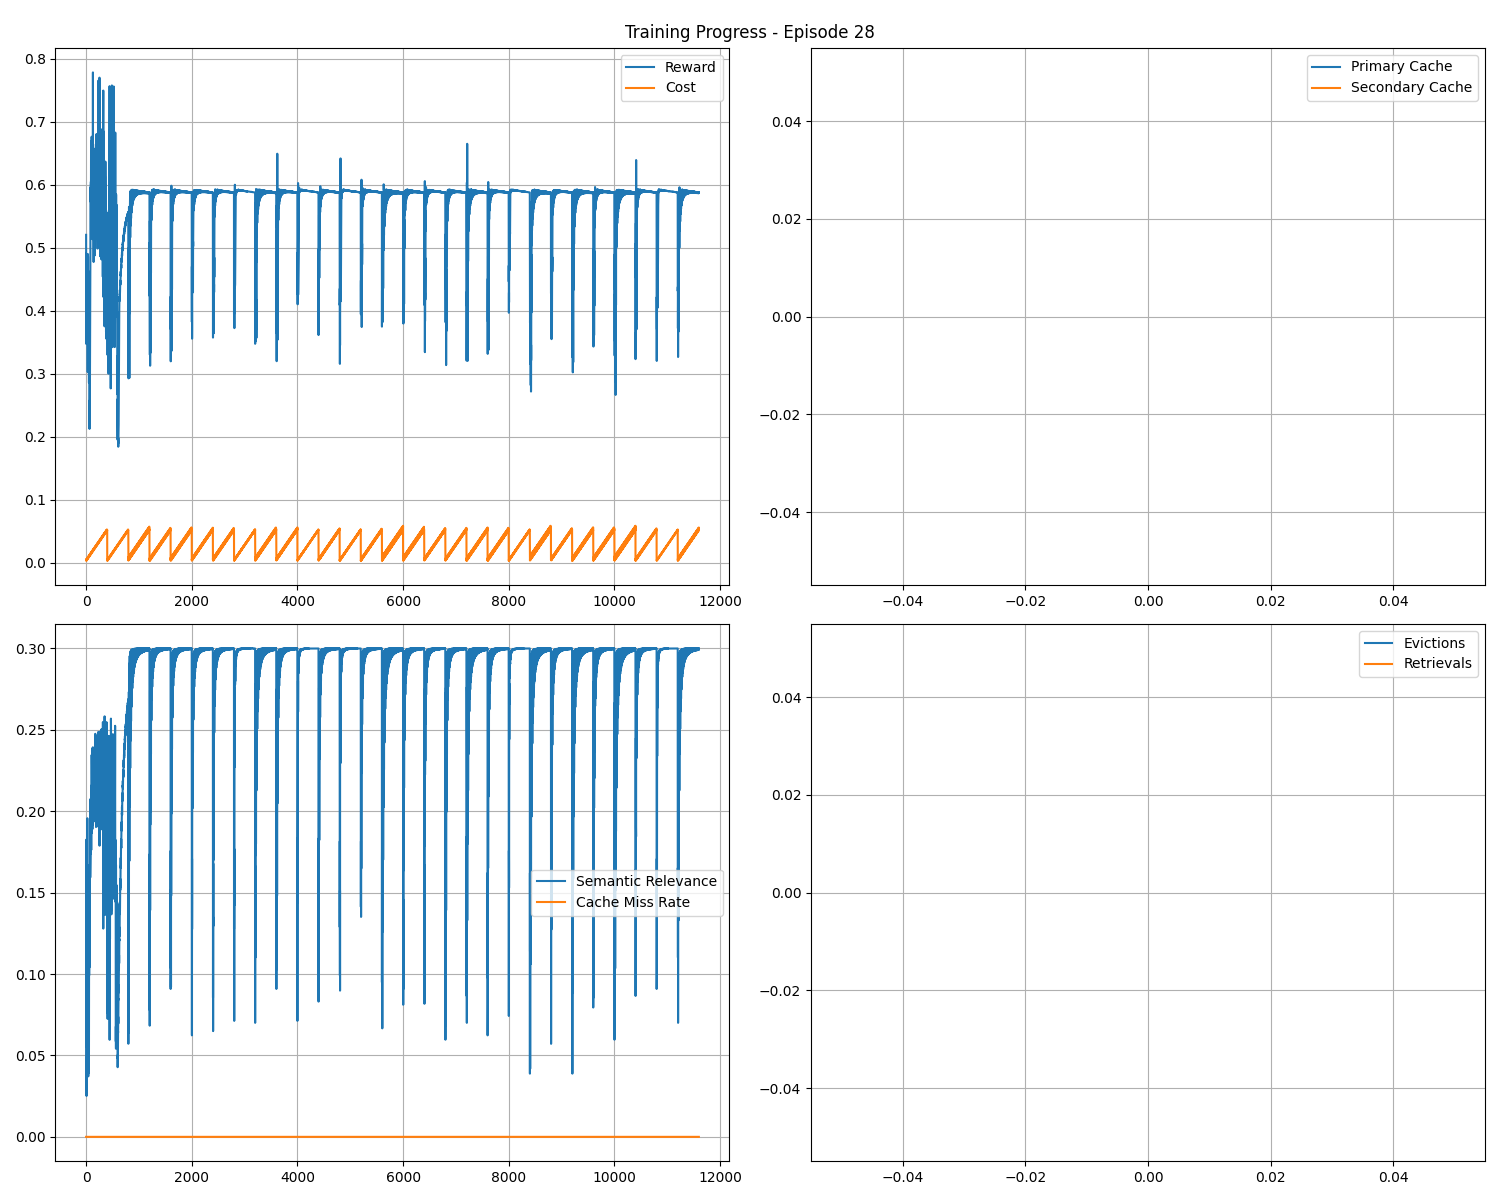 Training Progress - Episode 28
Reward
Cost
0.8
0.7
0.6
0.5
0.4
0.3
0.2
0.1
0.0
0 2000 4000 6000 8000 10000 12000
Primary Cache
Secondary Cache
0.04
0.02
0.00
−0.02
−0.04
−0.04 −0.02 0.00 0.02 0.04
0.30
0.25
0.20
0.15
0.10
0.05
0.00
Semantic Relevance
Cache Miss Rate
0 2000 4000 6000 8000 10000 12000
Evictions
Retrievals
0.04
0.02
0.00
−0.02
−0.04
−0.04 −0.02 0.00 0.02 0.04